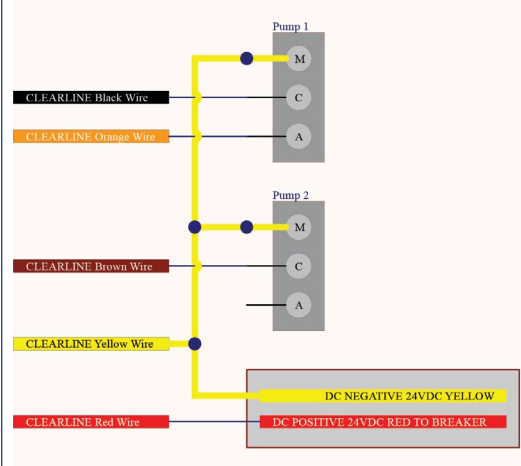 Pump 1
M
CLEARLINE Black Wire
C
CLEARLINE Orange Wire
A
Pump 2
M
CLEARLINE Brown Wire
C
A
CLEARLINE Yellow Wire
DC NEGATIVE 24VDC YELLOW
CLEARLINE Red Wire
DC POSITIVE 24VDC RED TO BREAKER